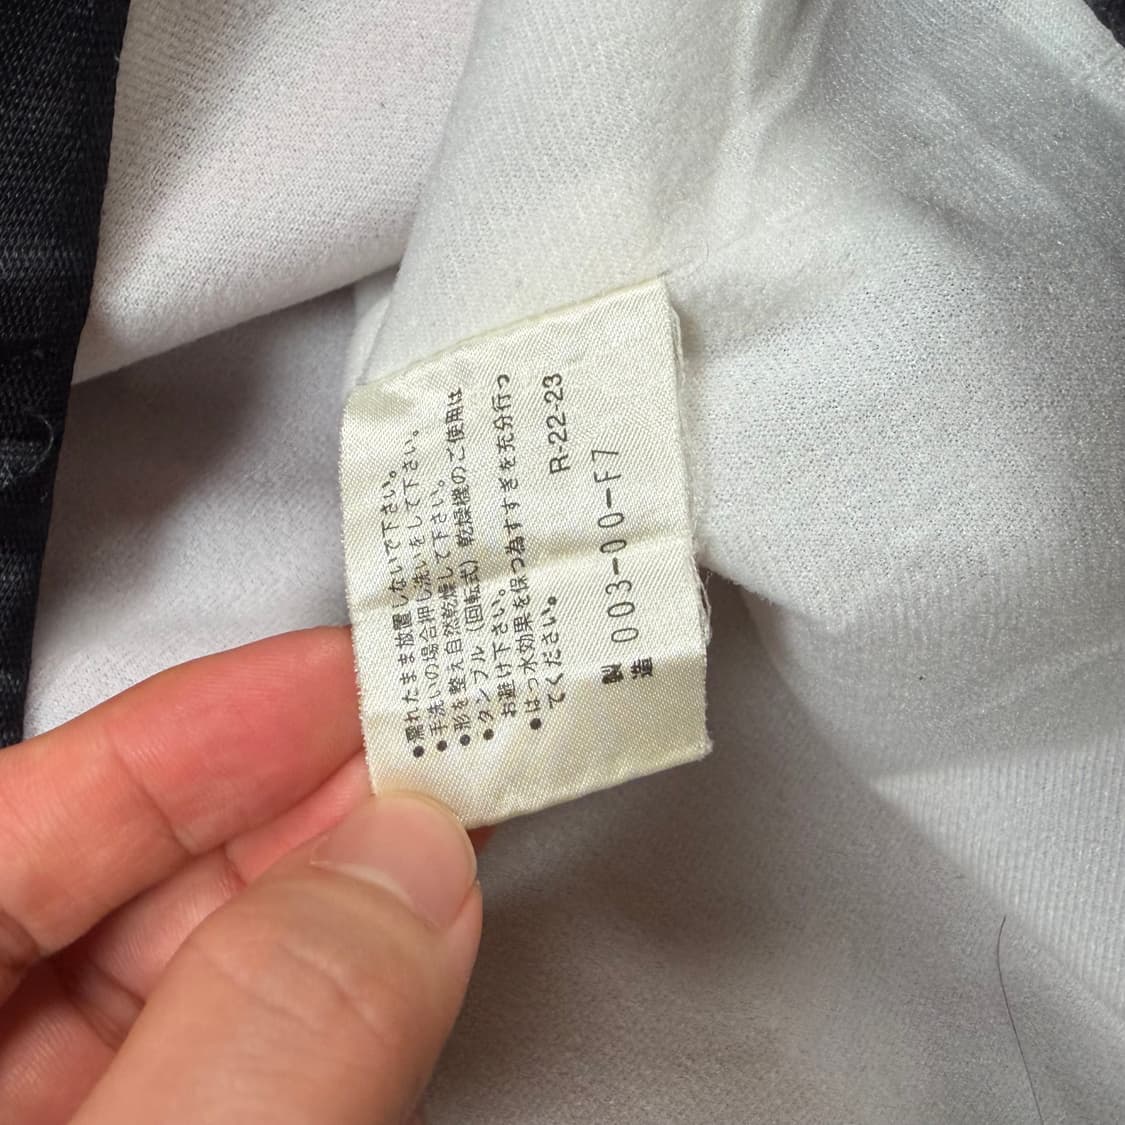 ●濡れたまま放置しないで下さい。
●手洗いの場合押し洗いをして下さい。
●形を整え自然乾燥して下さい。
●タンブル（回転式）乾燥機のご使用は
お避け下さい。
●はっ水効果を保つ為すすぎを充分行っ
てください。
R-22-23
製造 003-00-F7